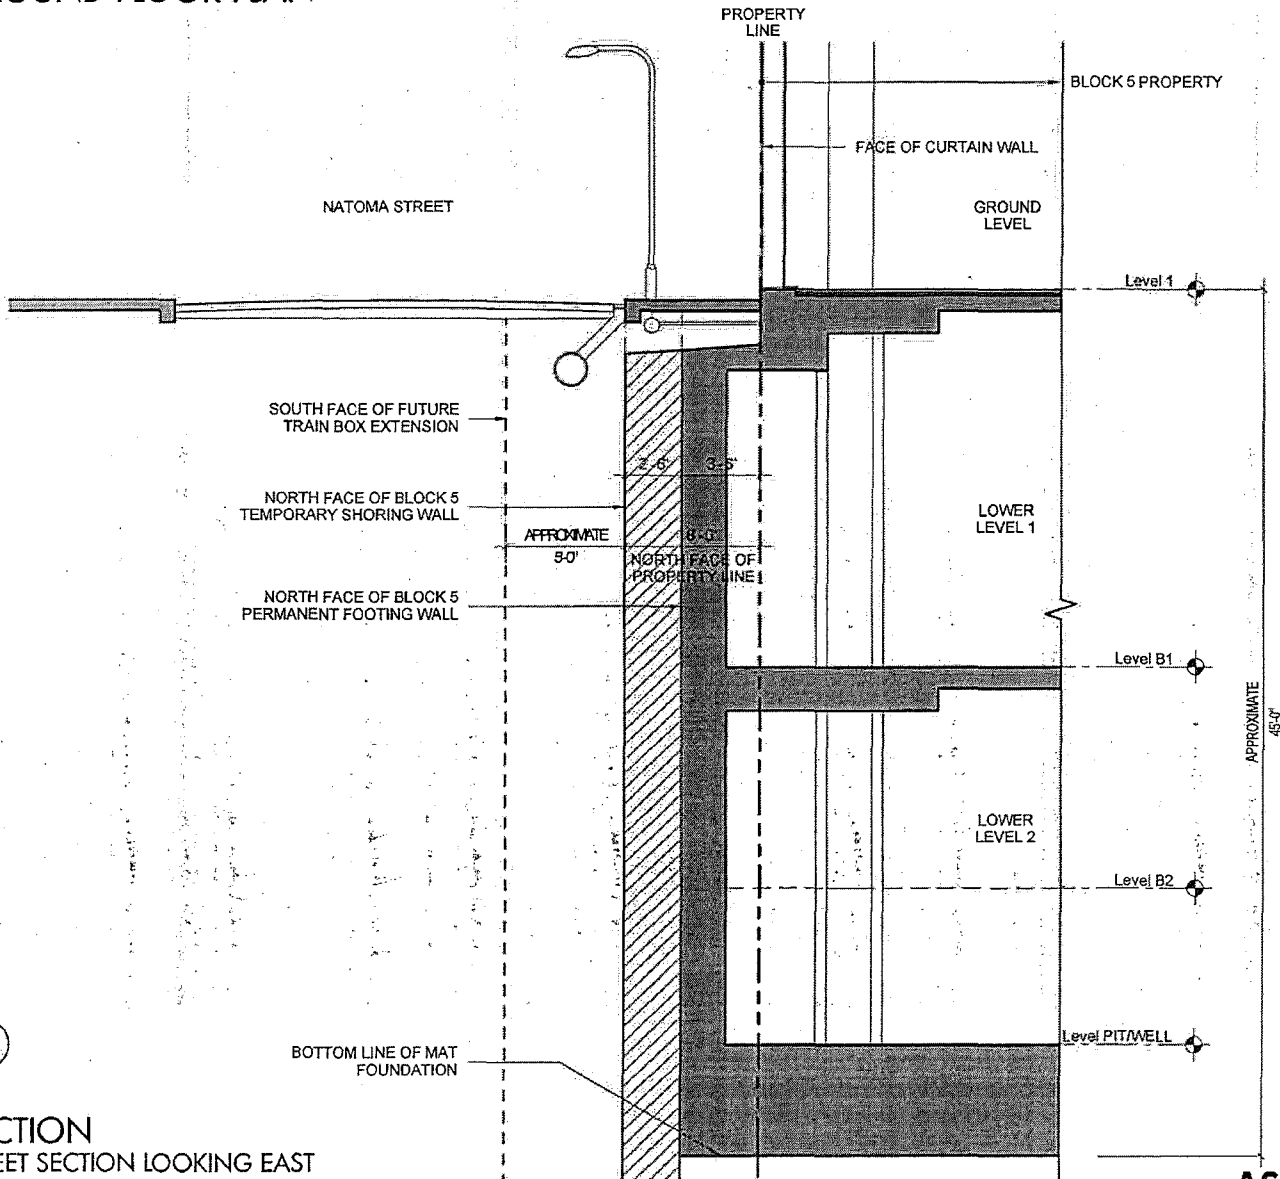 PROPERTY
LINE
BLOCK 5 PROPERTY
FACE OF CURTAIN WALL
NATOMA STREET
GROUND
LEVEL
Level 1
SOUTH FACE OF FUTURE
TRAIN BOX EXTENSION
2'-6" 3'-6"
NORTH FACE OF BLOCK 5
TEMPORARY SHORING WALL
LOWER
LEVEL 1
APPROXIMATE
5-0'
NORTH FACE OF
PROPERTY LINE
NORTH FACE OF BLOCK 5
PERMANENT FOOTING WALL
Level B1
APPROXIMATE
45'-0"
LOWER
LEVEL 2
Level B2
Level PIT/WELL
BOTTOM LINE OF MAT
FOUNDATION
CTION
EET SECTION LOOKING EAST